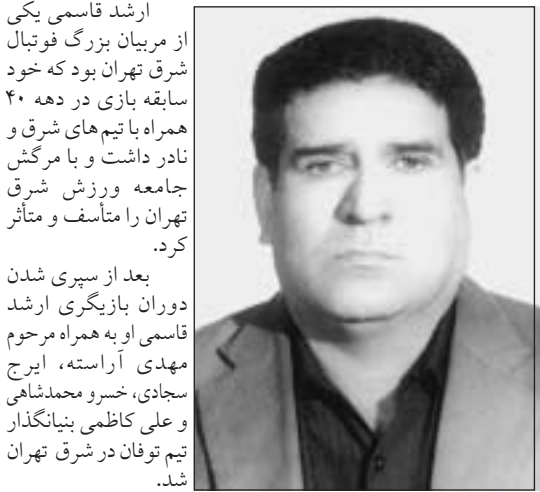 ارشد قاسمی یکی
از مربیان بزرگ فوتبال
شرق تهران بود که خود
سابقه بازی در دهه ۴۰
همراه با تیم‌های شرق و
نادر داشت و با مرگش
جامعه ورزش شرق
تهران را متأسف و متأثر
کرد.
بعد از سپری شدن
دوران بازیگری ارشد
قاسمی او به همراه مرحوم
مهدی آراسته، ایرج
سجادی، خسرو محمدشاهی
و علی کاظمی بنیانگذار
تیم توفان در شرق تهران
شد.